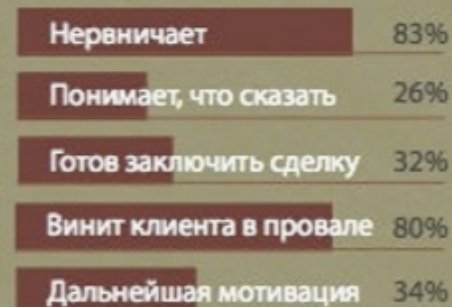 Нервничает 83%
Понимает, что сказать 26%
Готов заключить сделку 32%
Винит клиента в провале 80%
Дальнейшая мотивация 34%